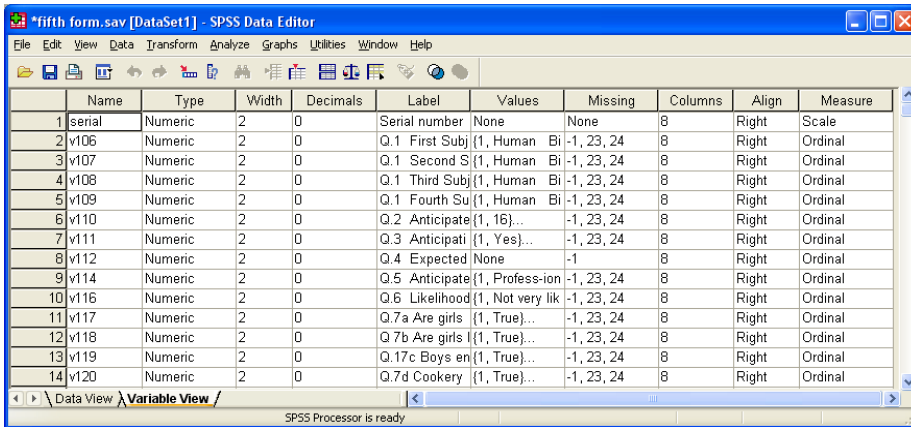 *fifth form.sav [DataSet1] - SPSS Data Editor
File Edit View Data Transform Analyze Graphs Utilities Window Help
Name Type Width Decimals Label Values Missing Columns Align Measure
1 serial Numeric 2 0 Serial number None None 8 Right Scale
2 v106 Numeric 2 0 Q.1 First Subj {1, Human Bi -1, 23, 24 8 Right Ordinal
3 v107 Numeric 2 0 Q.1 Second S {1, Human Bi -1, 23, 24 8 Right Ordinal
4 v108 Numeric 2 0 Q.1 Third Subj {1, Human Bi -1, 23, 24 8 Right Ordinal
5 v109 Numeric 2 0 Q.1 Fourth Su {1, Human Bi -1, 23, 24 8 Right Ordinal
6 v110 Numeric 2 0 Q.2 Anticipate {1, 16}... -1, 23, 24 8 Right Ordinal
7 v111 Numeric 2 0 Q.3 Anticipati {1, Yes}... -1, 23, 24 8 Right Ordinal
8 v112 Numeric 2 0 Q.4 Expected None -1 8 Right Ordinal
9 v114 Numeric 2 0 Q.5 Anticipate {1, Profess-ion -1, 23, 24 8 Right Ordinal
10 v116 Numeric 2 0 Q.6 Likelihood {1, Not very lik -1, 23, 24 8 Right Ordinal
11 v117 Numeric 2 0 Q.7a Are girls {1, True}... -1, 23, 24 8 Right Ordinal
12 v118 Numeric 2 0 Q.7b Are girls l {1, True}... -1, 23, 24 8 Right Ordinal
13 v119 Numeric 2 0 Q.17c Boys en {1, True}... -1, 23, 24 8 Right Ordinal
14 v120 Numeric 2 0 Q.7d Cookery {1, True}... -1, 23, 24 8 Right Ordinal
Data View Variable View
SPSS Processor is ready